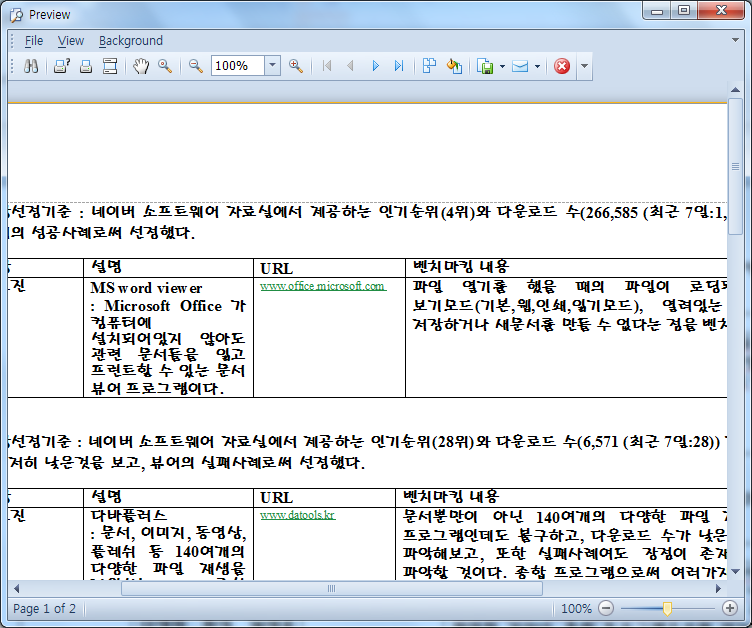 Preview
File View Background
100%
선정기준 : 네이버 소프트웨어 자료실에서 제공하는 인기순위(4위)와 다운로드 수(266,585 (최근 7일:1,
의 성공사례로써 선정했다.
설명 URL 벤치마킹 내용
진 MS word viewer www.office.microsoft.com 파일 열기를 했을 때의 파일이 로딩되
: Microsoft Office 가 보기모드(기본,웹,인쇄,읽기모드), 열려있는
컴퓨터에 저장하거나 새문서를 만들 수 없다는 점을 벤치
설치되어있지 않아도
관련 문서들을 읽고
프린트할 수 있는 문서
뷰어 프로그램이다.
선정기준 : 네이버 소프트웨어 자료실에서 제공하는 인기순위(28위)와 다운로드 수(6,571 (최근 7일:28))
저히 낮은것을 보고, 뷰어의 실패사례로써 선정했다.
설명 URL 벤치마킹 내용
진 다바플러스 www.datools.kr 문서뿐만이 아닌 140여개의 다양한 파일
: 문서, 이미지, 동영상, 프로그램인데도 불구하고, 다운로드 수가 낮은
플레쉬 등 140여개의 파악해보고, 또한 실패사례여도 장점이 존재
다양한 파일 재생을 파악할 것이다. 종합 프로그램으로써 여러가지
Page 1 of 2 100%